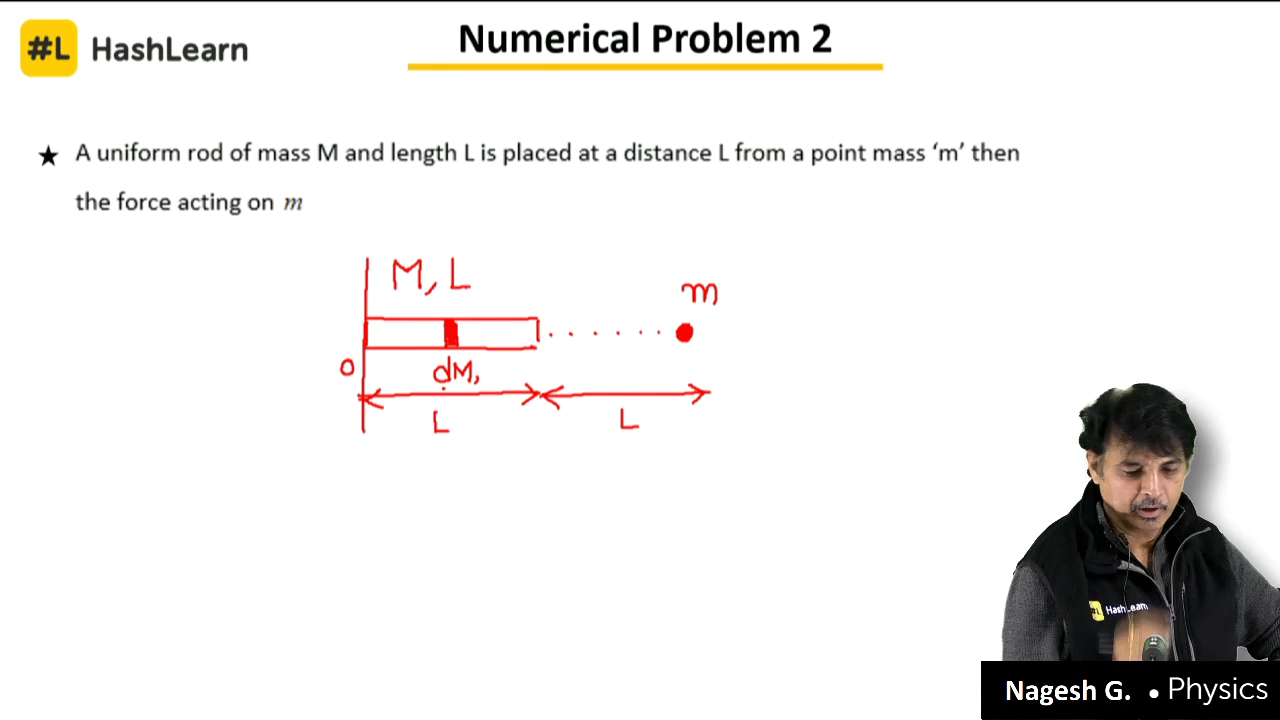 #L HashLearn
Numerical Problem 2
★ A uniform rod of mass M and length L is placed at a distance L from a point mass ‘m’ then
the force acting on m
M, L
m
O
dM,
L
L
HashLearn
Nagesh G. • Physics